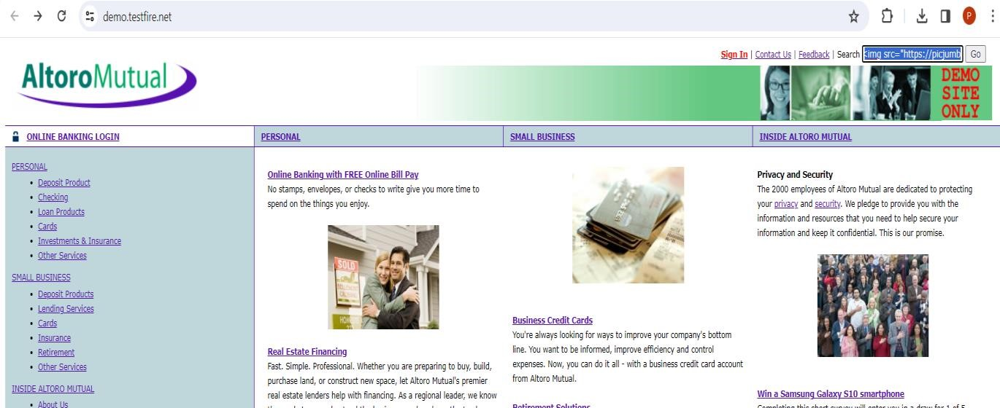 demo.testfire.net
P
Sign In | Contact Us | Feedback | Search <img src="https://picjumb Go
AltoroMutual
DEMO
SITE
ONLY
ONLINE BANKING LOGIN
PERSONAL
SMALL BUSINESS
INSIDE ALTORO MUTUAL
PERSONAL
• Deposit Product
• Checking
• Loan Products
• Cards
• Investments & Insurance
• Other Services
SMALL BUSINESS
• Deposit Products
• Lending Services
• Cards
• Insurance
• Retirement
• Other Services
INSIDE ALTORO MUTUAL
• About Us
Online Banking with FREE Online Bill Pay
No stamps, envelopes, or checks to write give you more time to
spend on the things you enjoy.
SOLD
Real Estate Financing
Fast. Simple. Professional. Whether you are preparing to buy, build,
purchase land, or construct new space, let Altoro Mutual's premier
real estate lenders help with financing. As a regional leader, we know
Business Credit Cards
You're always looking for ways to improve your company's bottom
line. You want to be informed, improve efficiency and control
expenses. Now, you can do it all - with a business credit card account
from Altoro Mutual.
Retirement Solutions
Privacy and Security
The 2000 employees of Altoro Mutual are dedicated to protecting
your privacy and security. We pledge to provide you with the
information and resources that you need to help secure your
information and keep it confidential. This is our promise.
Win a Samsung Galaxy S10 smartphone
Completing this short survey will enter you in a draw for 1 of 5